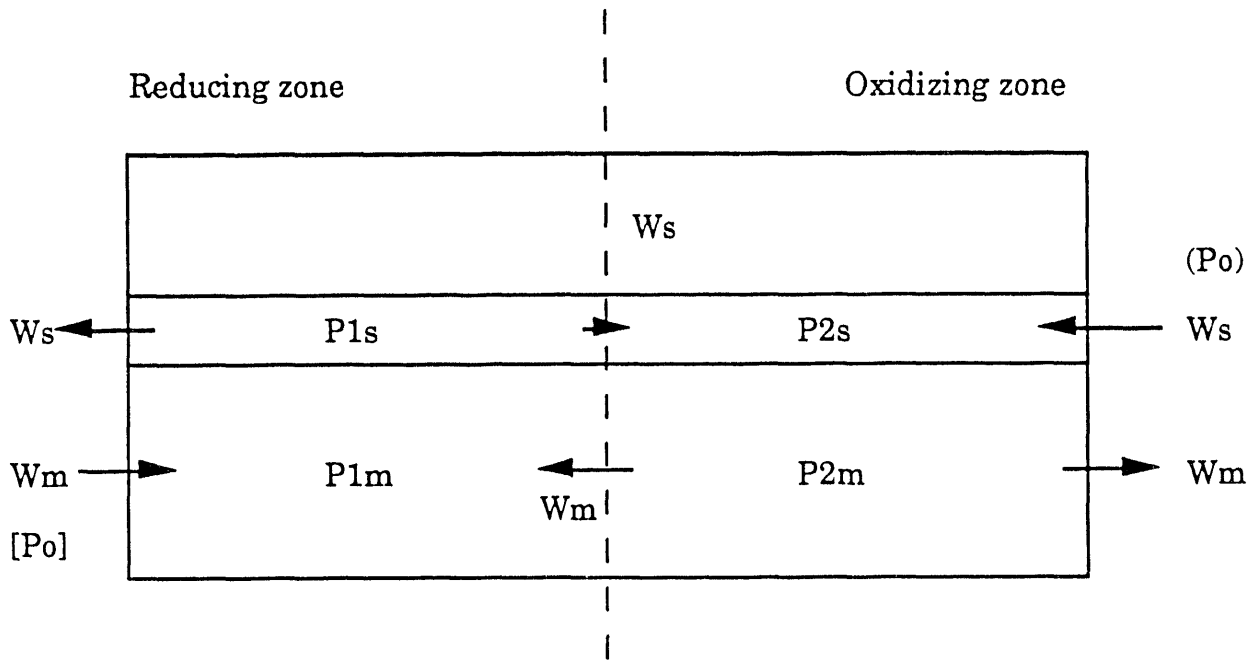 Reducing zone
Oxidizing zone
Ws
(Po)
Ws
P1s
P2s
Ws
Wm
P1m
P2m
Wm
Wm
[Po]